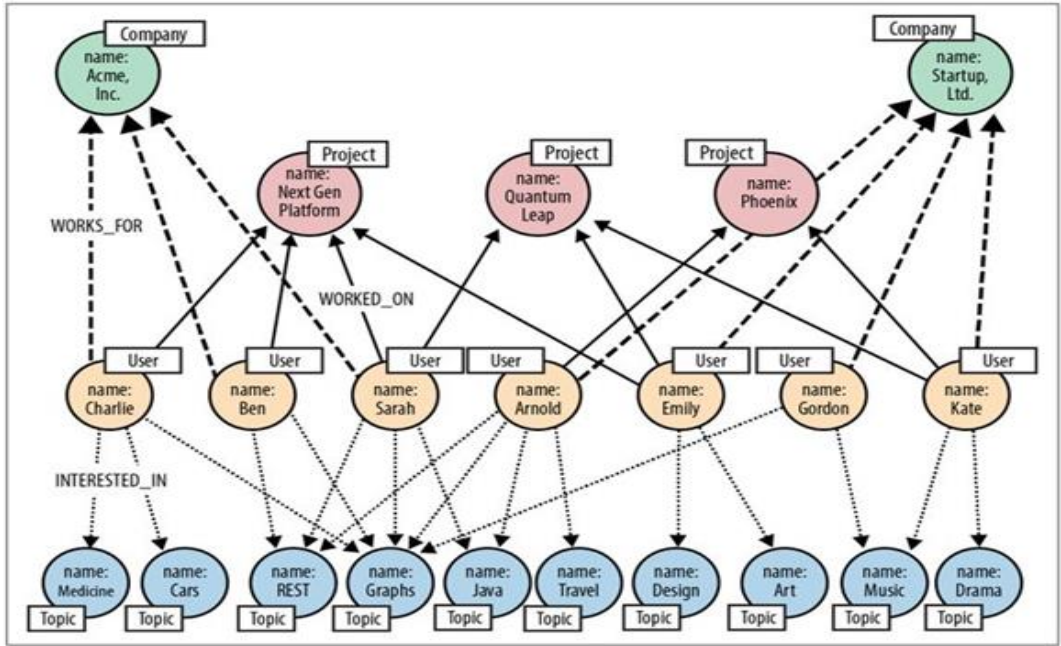 Company
name:
Acme,
Inc.
Company
name:
Startup,
Ltd.
Project
name:
Next Gen
Platform
Project
name:
Quantum
Leap
Project
name:
Phoenix
WORKS_FOR
WORKED_ON
User
name:
Charlie
User
name:
Ben
User
name:
Sarah
User
name:
Arnold
User
name:
Emily
User
name:
Gordon
User
name:
Kate
INTERESTED_IN
name:
Medicine
Topic
name:
Cars
Topic
name:
REST
Topic
name:
Graphs
Topic
name:
Java
Topic
name:
Travel
Topic
name:
Design
Topic
name:
Art
Topic
name:
Music
Topic
name:
Drama
Topic